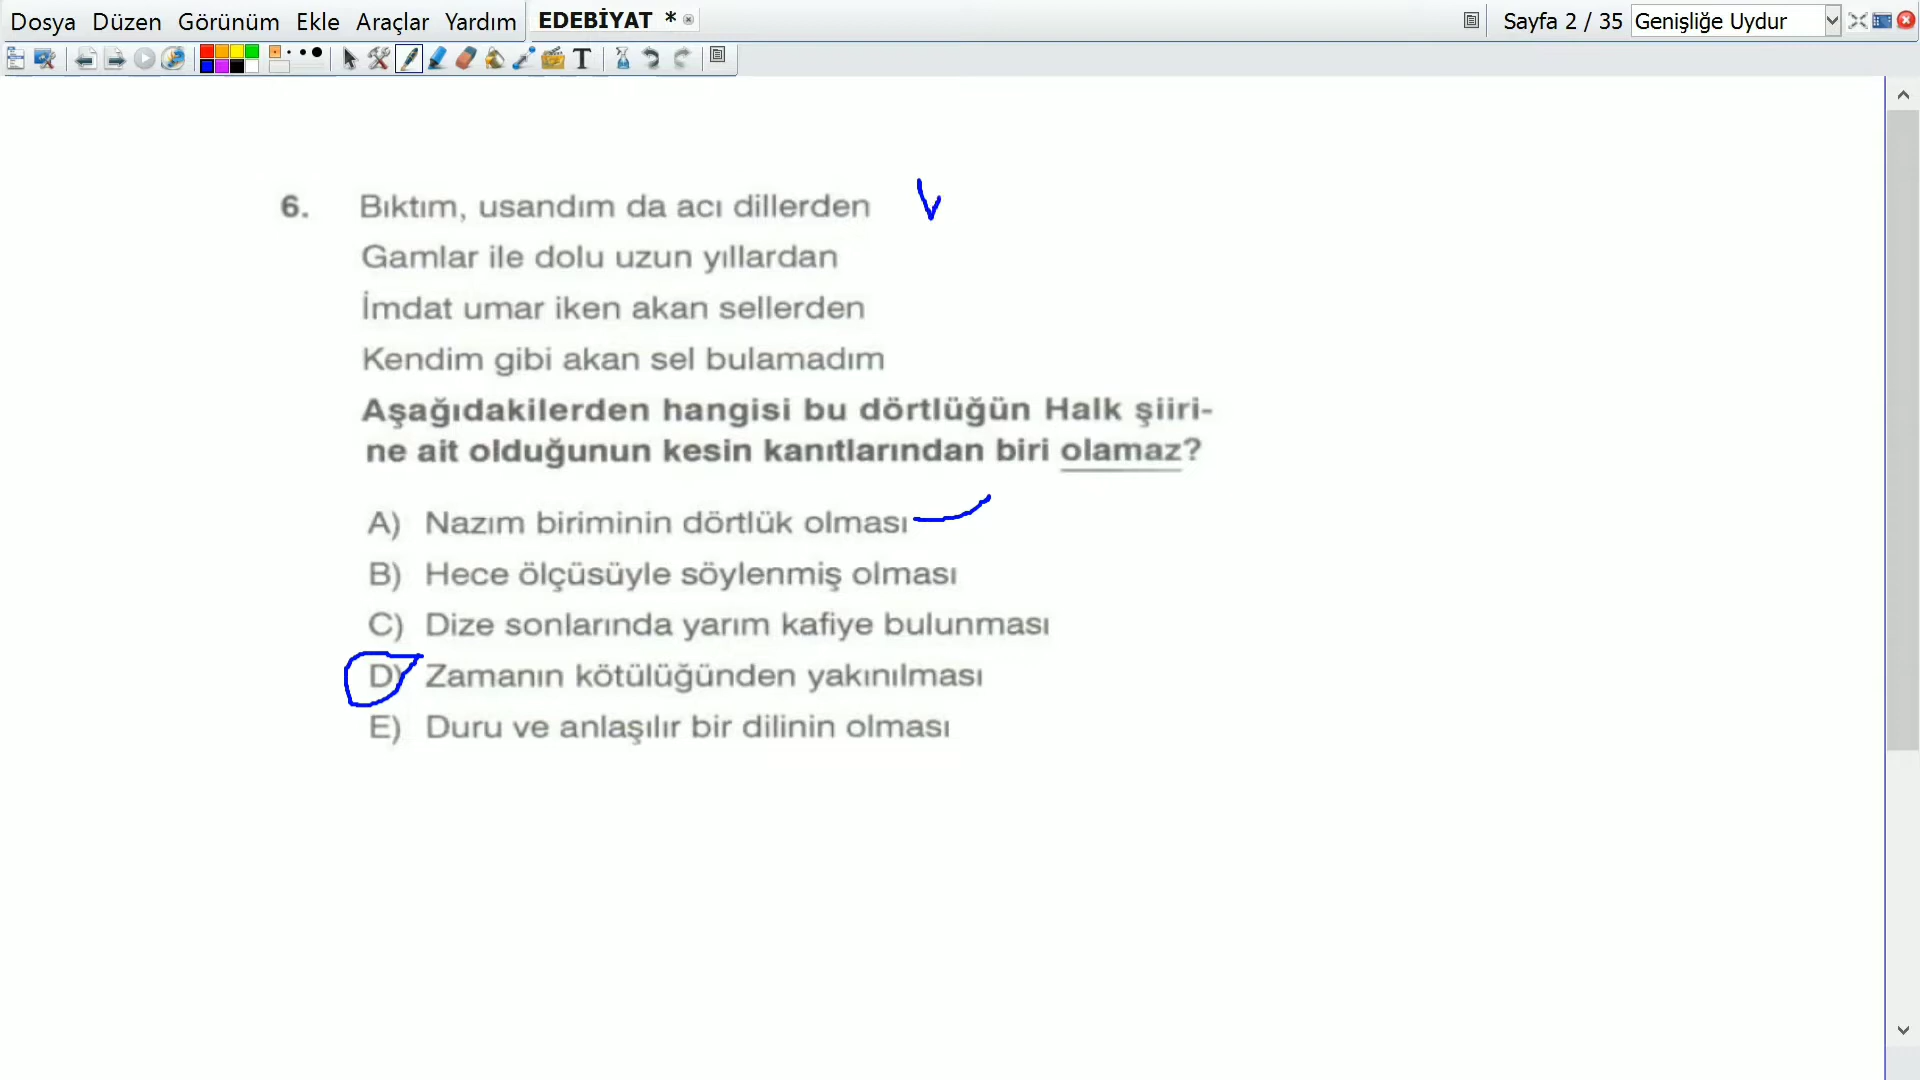 Dosya Düzen Görünüm Ekle Araçlar Yardım EDEBİYAT * Sayfa 2 / 35 Genişliğe Uydur
6. Bıktım, usandım da acı dillerden
Gamlar ile dolu uzun yıllardan
İmdat umar iken akan sellerden
Kendim gibi akan sel bulamadım
Aşağıdakilerden hangisi bu dörtlüğün Halk şiiri-
ne ait olduğunun kesin kanıtlarından biri olamaz?
A) Nazım biriminin dörtlük olması
B) Hece ölçüsüyle söylenmiş olması
C) Dize sonlarında yarım kafiye bulunması
D) Zamanın kötülüğünden yakınılması
E) Duru ve anlaşılır bir dilinin olması